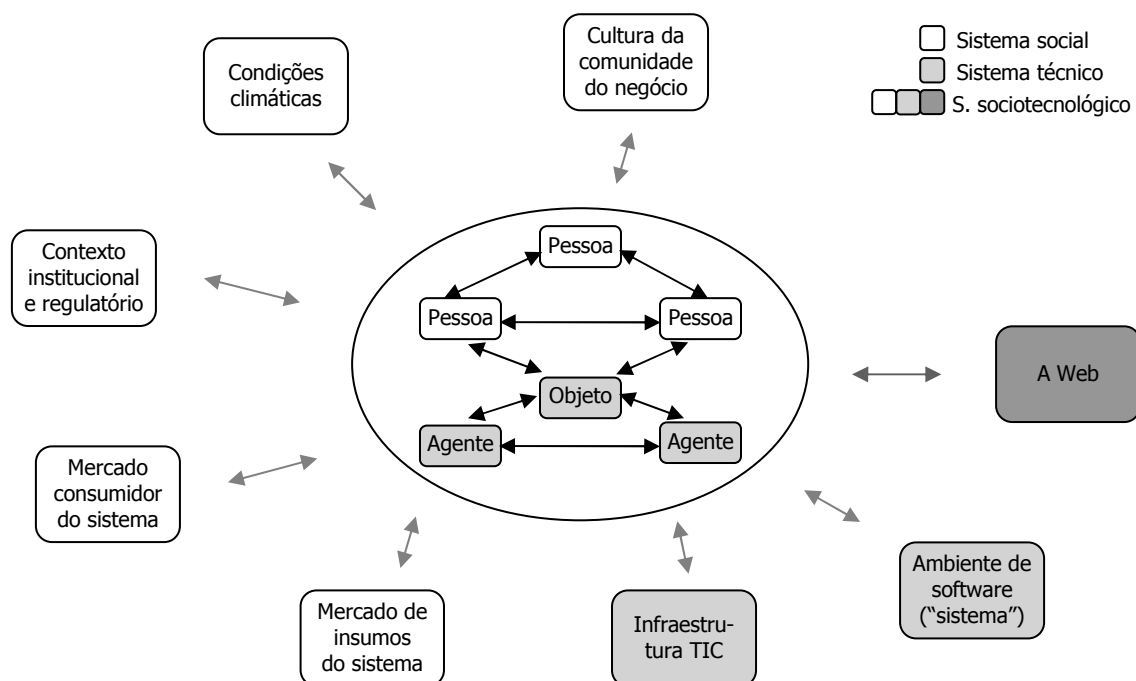 Cultura da
comunidade
do negócio
Sistema social
Sistema técnico
S. sociotecnológico
Condições
climáticas
Contexto
institucional
e regulatório
Pessoa
Pessoa
Pessoa
Objeto
Agente
Agente
A Web
Mercado
consumidor
do sistema
Mercado de
insumos
do sistema
Infraestru-
tura TIC
Ambiente de
software
(“sistema”)